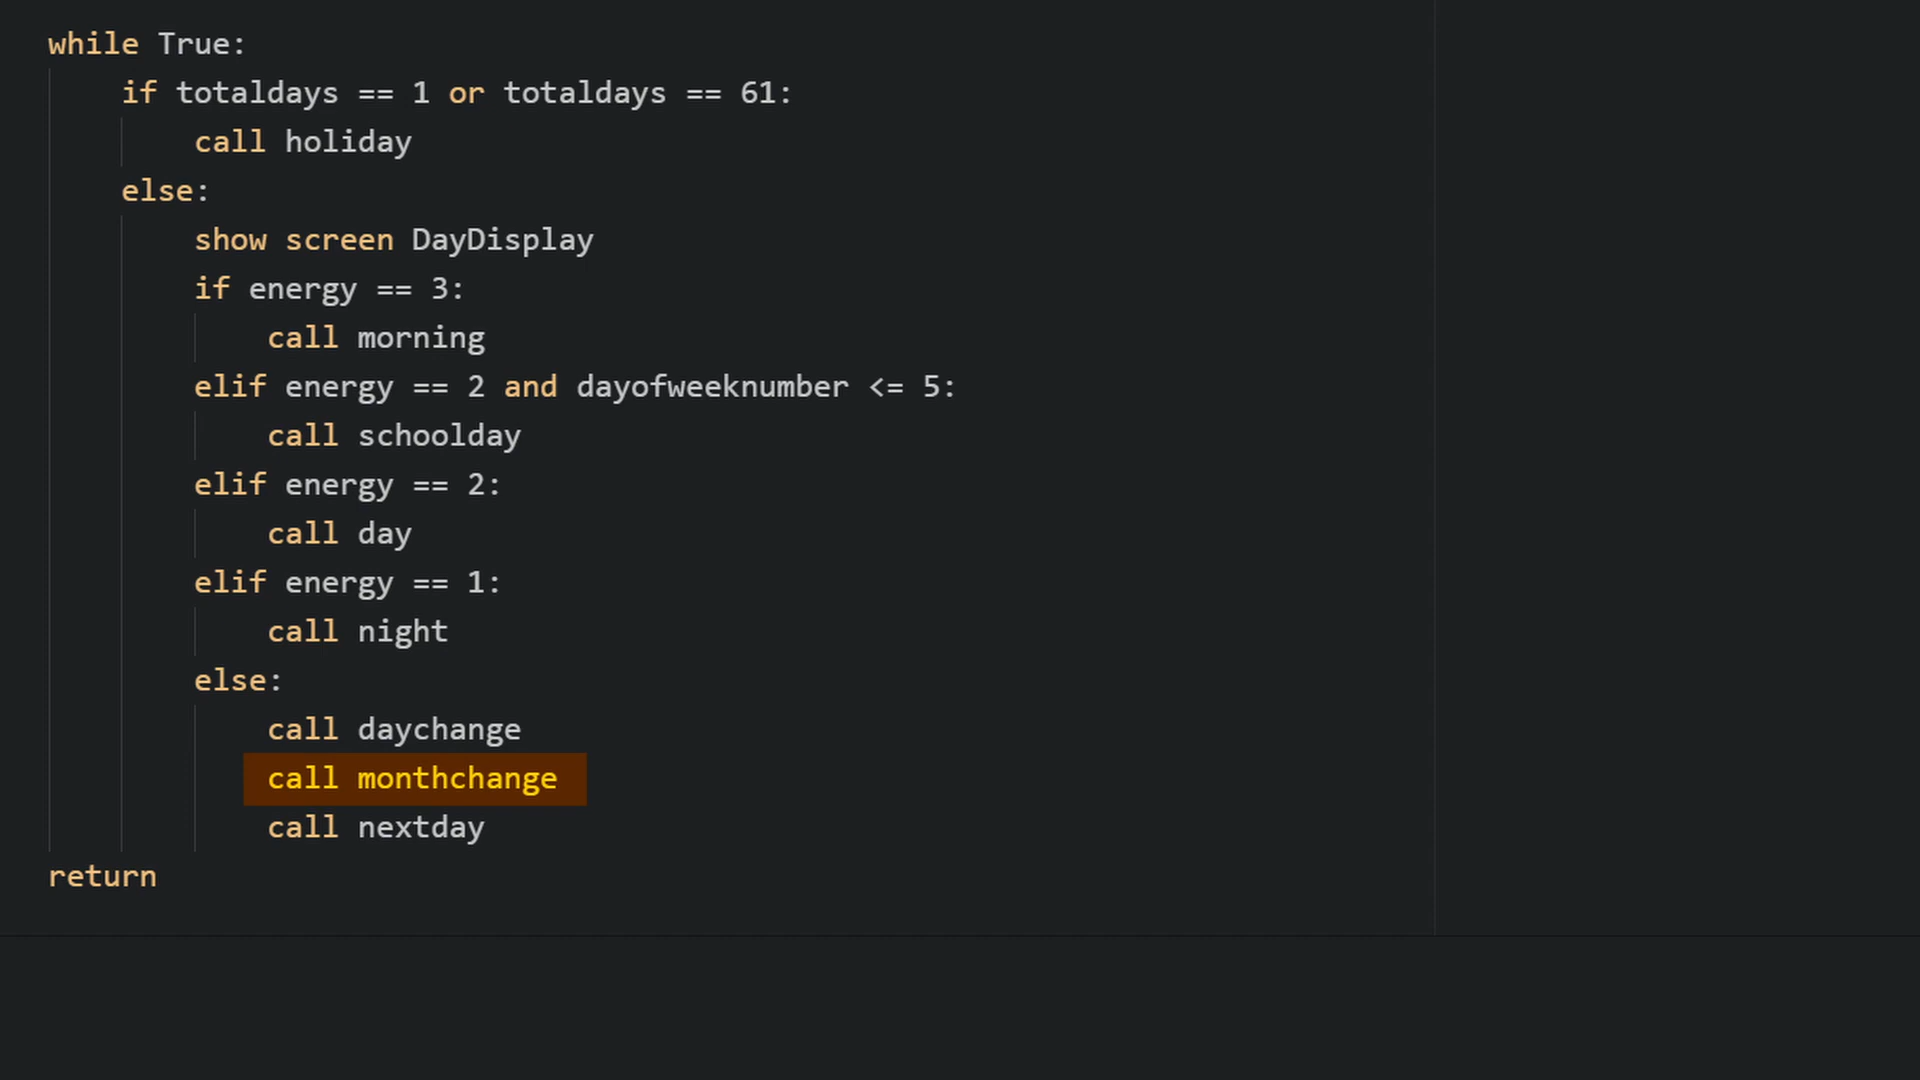 while True:
if totaldays == 1 or totaldays == 61:
call holiday
else:
show screen DayDisplay
if energy == 3:
call morning
elif energy == 2 and dayofweeknumber <= 5:
call schoolday
elif energy == 2:
call day
elif energy == 1:
call night
else:
call daychange
call monthchange
call nextday
return